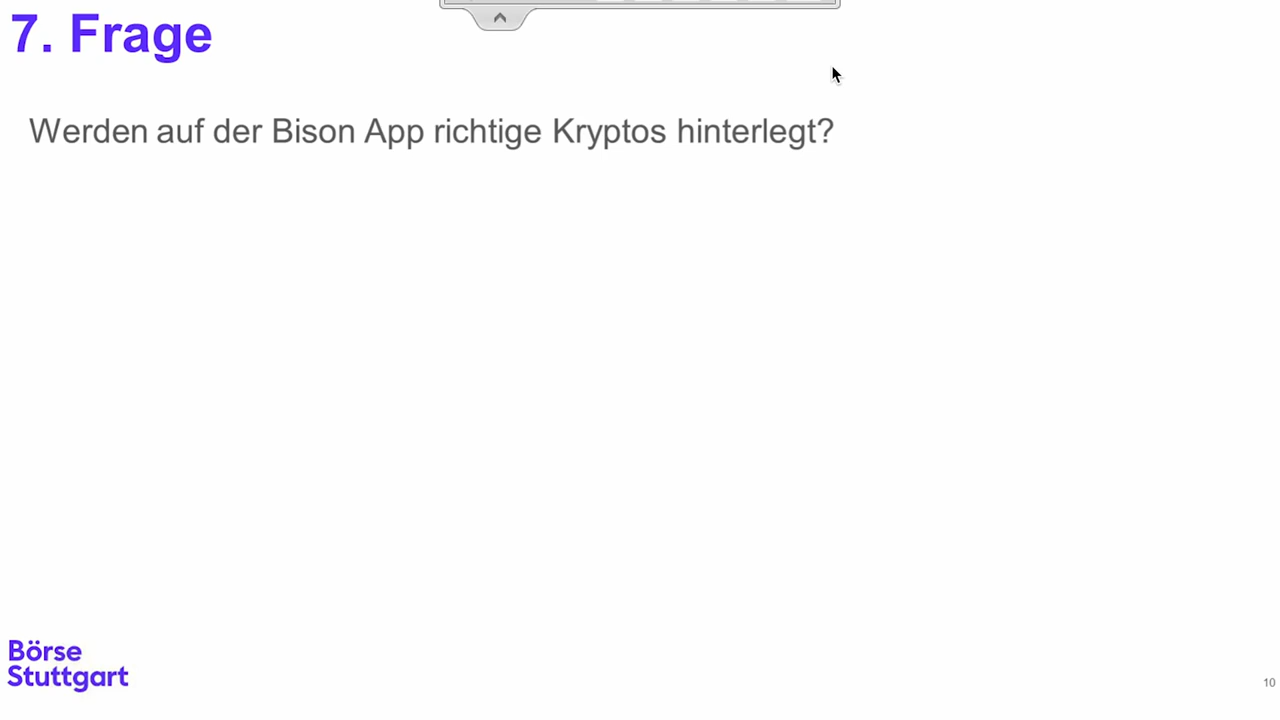 7. Frage
Werden auf der Bison App richtige Kryptos hinterlegt?
Börse
Stuttgart
10